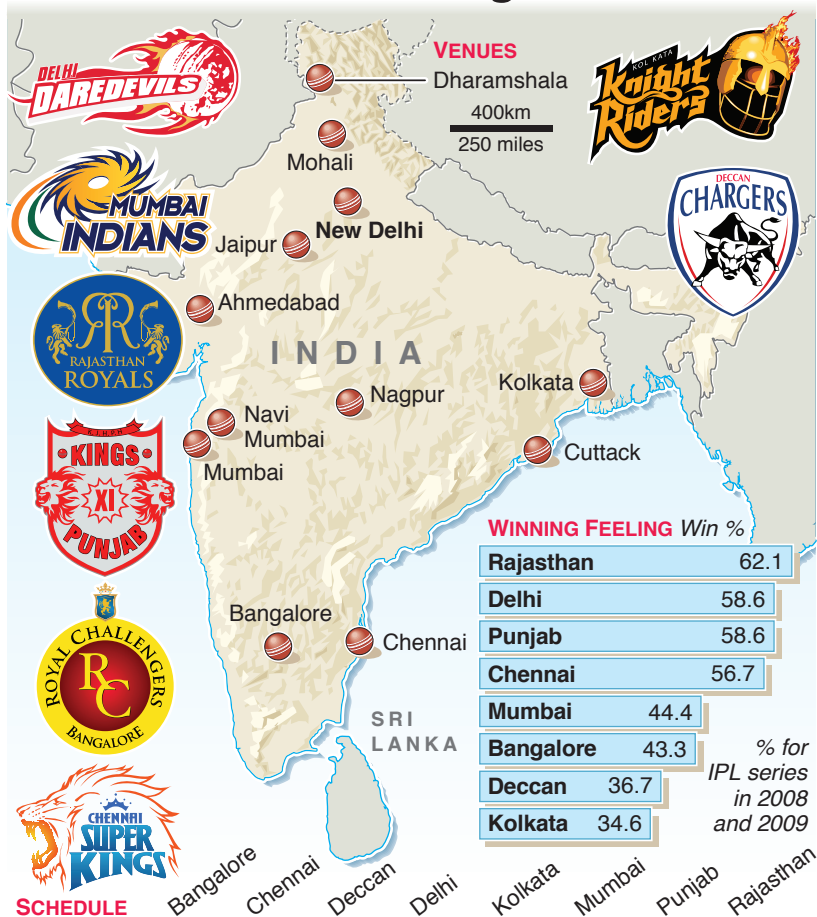 VENUES
Dharamshala
400km
250 miles
DELHI
DAREDEVILS
KOLKATA
Knight
Riders
MUMBAI
INDIANS
DECCAN
CHARGERS
RAJASTHAN
ROYALS
KINGS
XI
PUNJAB
ROYAL CHALLENGERS
RC
BANGALORE
CHENNAI
SUPER
KINGS
Mohali
New Delhi
Jaipur
Ahmedabad
INDIA
Nagpur
Kolkata
Navi
Mumbai
Mumbai
Cuttack
Bangalore
Chennai
SRI
LANKA
WINNING FEELING Win %
Rajasthan 62.1
Delhi 58.6
Punjab 58.6
Chennai 56.7
Mumbai 44.4
Bangalore 43.3
Deccan 36.7
Kolkata 34.6
% for
IPL series
in 2008
and 2009
SCHEDULE
Bangalore Chennai Deccan Delhi Kolkata Mumbai Punjab Rajasthan